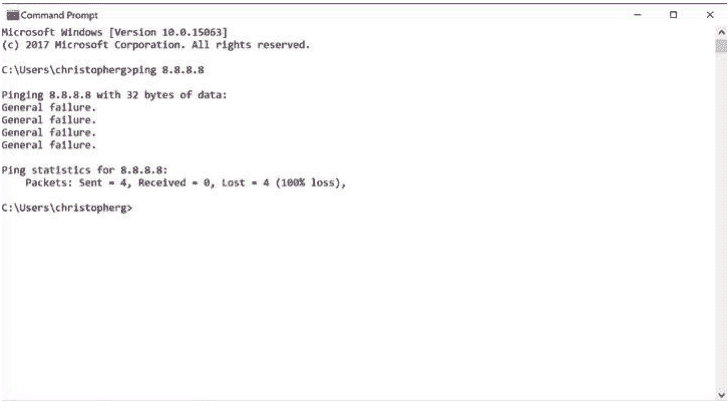 Command Prompt
Microsoft Windows [Version 10.0.15063]
(c) 2017 Microsoft Corporation. All rights reserved.
C:\Users\christopherg>ping 8.8.8.8
Pinging 8.8.8.8 with 32 bytes of data:
General failure.
General failure.
General failure.
General failure.
Ping statistics for 8.8.8.8:
Packets: Sent = 4, Received = 0, Lost = 4 (100% loss),
C:\Users\christopherg>